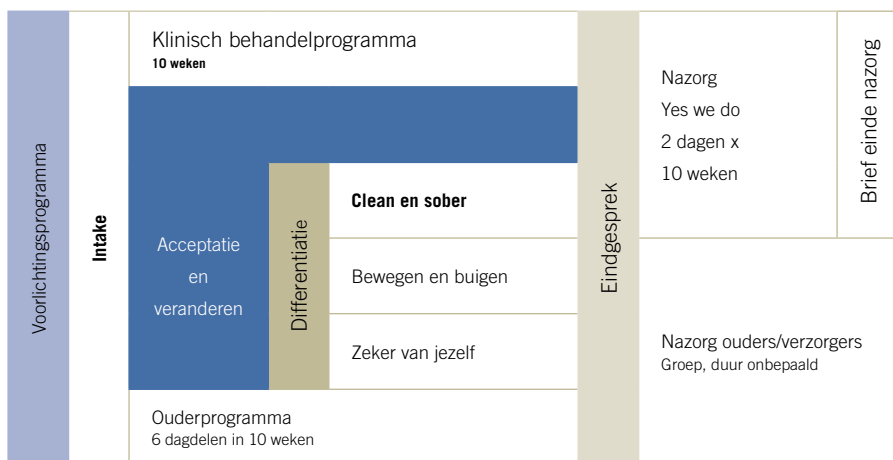 Voorlichtingsprogramma
Intake
Klinisch behandelprogramma
10 weken
Acceptatie
en
veranderen
Differentiatie
Clean en sober
Bewegen en buigen
Zeker van jezelf
Ouderprogramma
6 dagdelen in 10 weken
Eindgesprek
Nazorg
Yes we do
2 dagen x
10 weken
Brief einde nazorg
Nazorg ouders/verzorgers
Groep, duur onbepaald